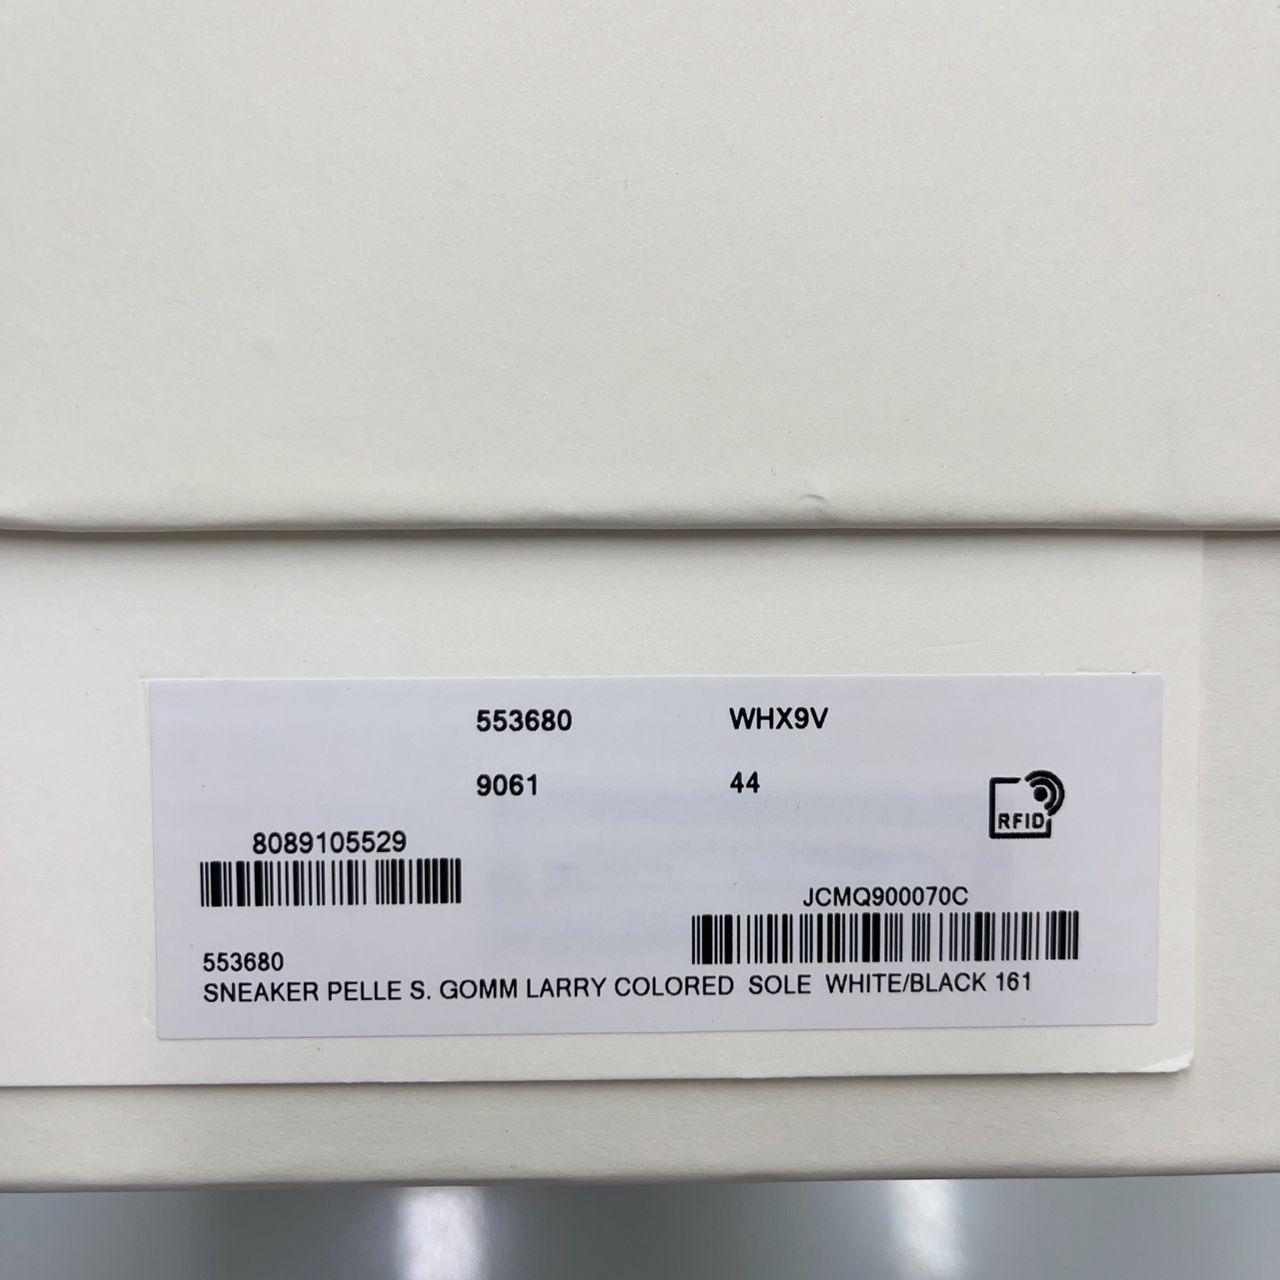 553680 WHX9V
9061 44
RFID
8089105529
JCMQ900070C
553680
SNEAKER PELLE S. GOMM LARRY COLORED  SOLE  WHITE/BLACK 161